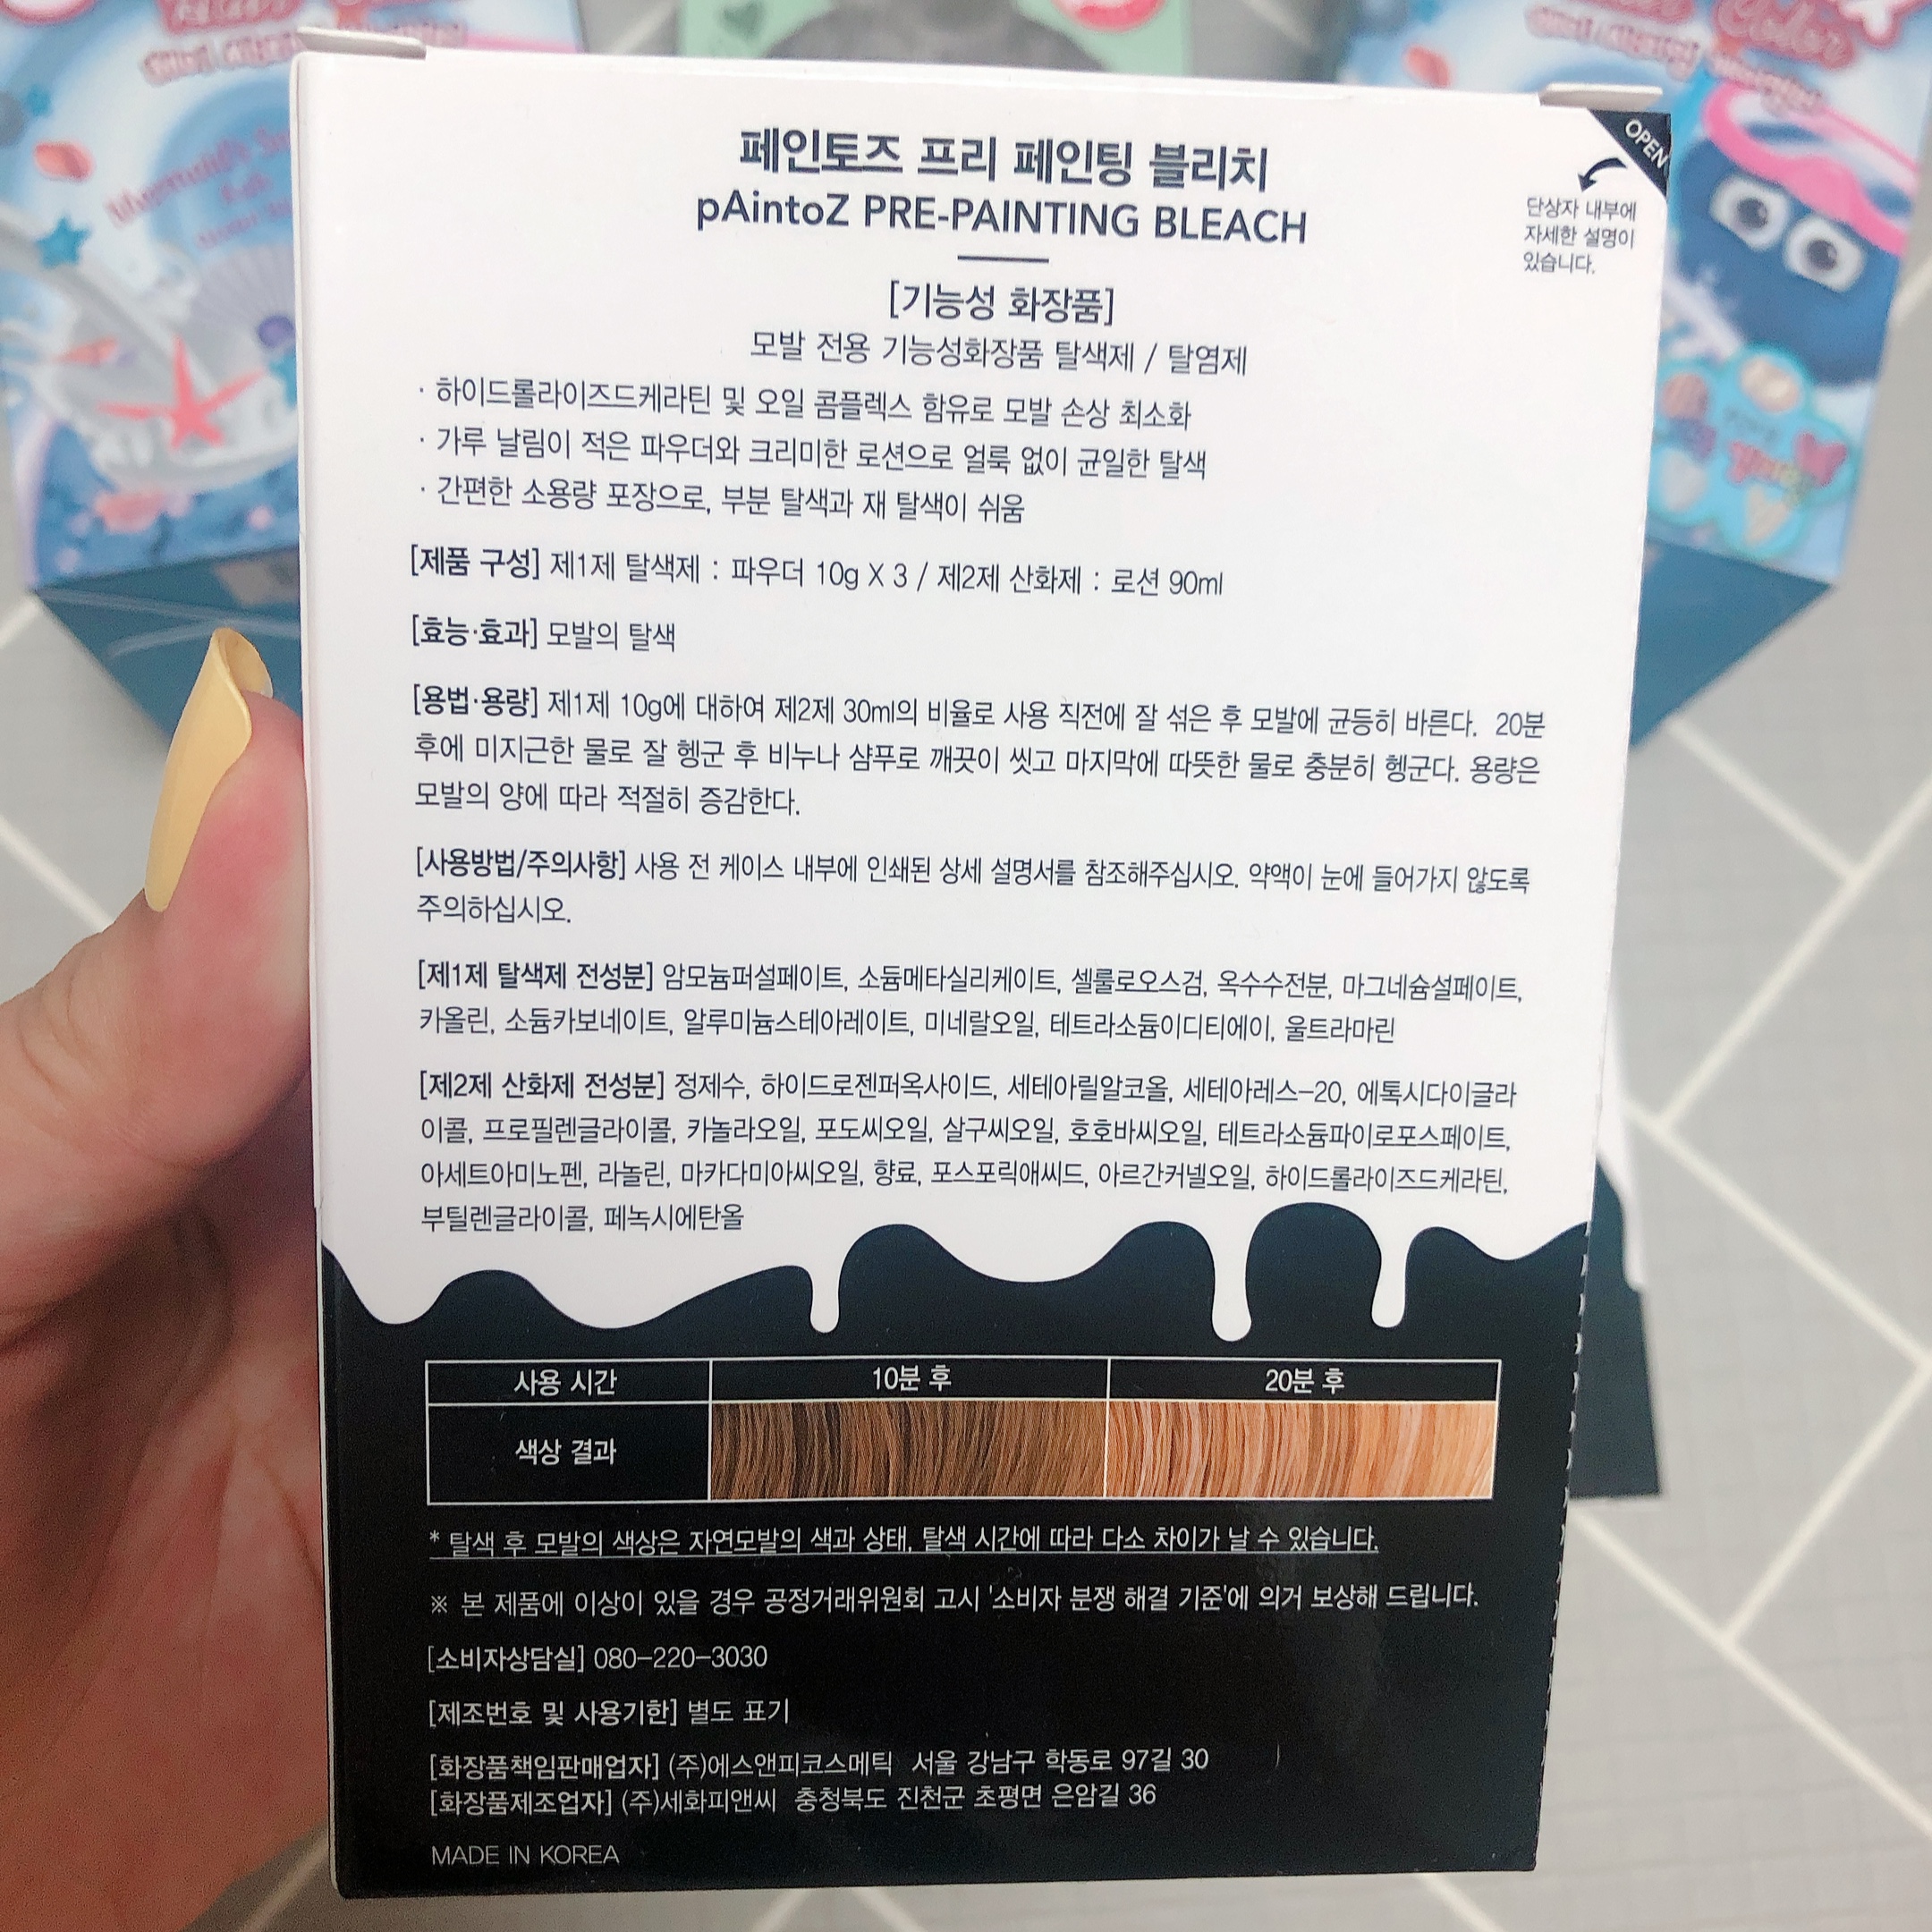 페인토즈 프리 페인팅 블리치
pAintoZ PRE-PAINTING BLEACH
OPEN
단상자 내부에
자세한 설명이
있습니다.
[기능성 화장품]
모발 전용 기능성화장품 탈색제 / 탈염제
· 하이드롤라이즈드케라틴 및 오일 콤플렉스 함유로 모발 손상 최소화
· 가루 날림이 적은 파우더와 크리미한 로션으로 얼룩 없이 균일한 탈색
· 간편한 소용량 포장으로, 부분 탈색과 재 탈색이 쉬움
[제품 구성] 제1제 탈색제 : 파우더 10g X 3 / 제2제 산화제 : 로션 90ml
[효능·효과] 모발의 탈색
[용법·용량] 제1제 10g에 대하여 제2제 30ml의 비율로 사용 직전에 잘 섞은 후 모발에 균등히 바른다. 20분
후에 미지근한 물로 잘 헹군 후 비누나 샴푸로 깨끗이 씻고 마지막에 따뜻한 물로 충분히 헹군다. 용량은
모발의 양에 따라 적절히 증감한다.
[사용방법/주의사항] 사용 전 케이스 내부에 인쇄된 상세 설명서를 참조해주십시오. 약액이 눈에 들어가지 않도록
주의하십시오.
[제1제 탈색제 전성분] 암모늄퍼설페이트, 소듐메타실리케이트, 셀룰로오스검, 옥수수전분, 마그네슘설페이트,
카올린, 소듐카보네이트, 알루미늄스테아레이트, 미네랄오일, 테트라소듐이디티에이, 울트라마린
[제2제 산화제 전성분] 정제수, 하이드로젠퍼옥사이드, 세테아릴알코올, 세테아레스-20, 에톡시다이글라
이콜, 프로필렌글라이콜, 카놀라오일, 포도씨오일, 살구씨오일, 호호바씨오일, 테트라소듐파이로포스페이트,
아세트아미노펜, 라놀린, 마카다미아씨오일, 향료, 포스포릭애씨드, 아르간커넬오일, 하이드롤라이즈드케라틴,
부틸렌글라이콜, 페녹시에탄올
사용 시간 10분 후 20분 후
색상 결과
* 탈색 후 모발의 색상은 자연모발의 색과 상태, 탈색 시간에 따라 다소 차이가 날 수 있습니다.
※ 본 제품에 이상이 있을 경우 공정거래위원회 고시 '소비자 분쟁 해결 기준'에 의거 보상해 드립니다.
[소비자상담실] 080-220-3030
[제조번호 및 사용기한] 별도 표기
[화장품책임판매업자] (주)에스앤피코스메틱 서울 강남구 학동로 97길 30
[화장품제조업자] (주)세화피앤씨 충청북도 진천군 초평면 은암길 36
MADE IN KOREA